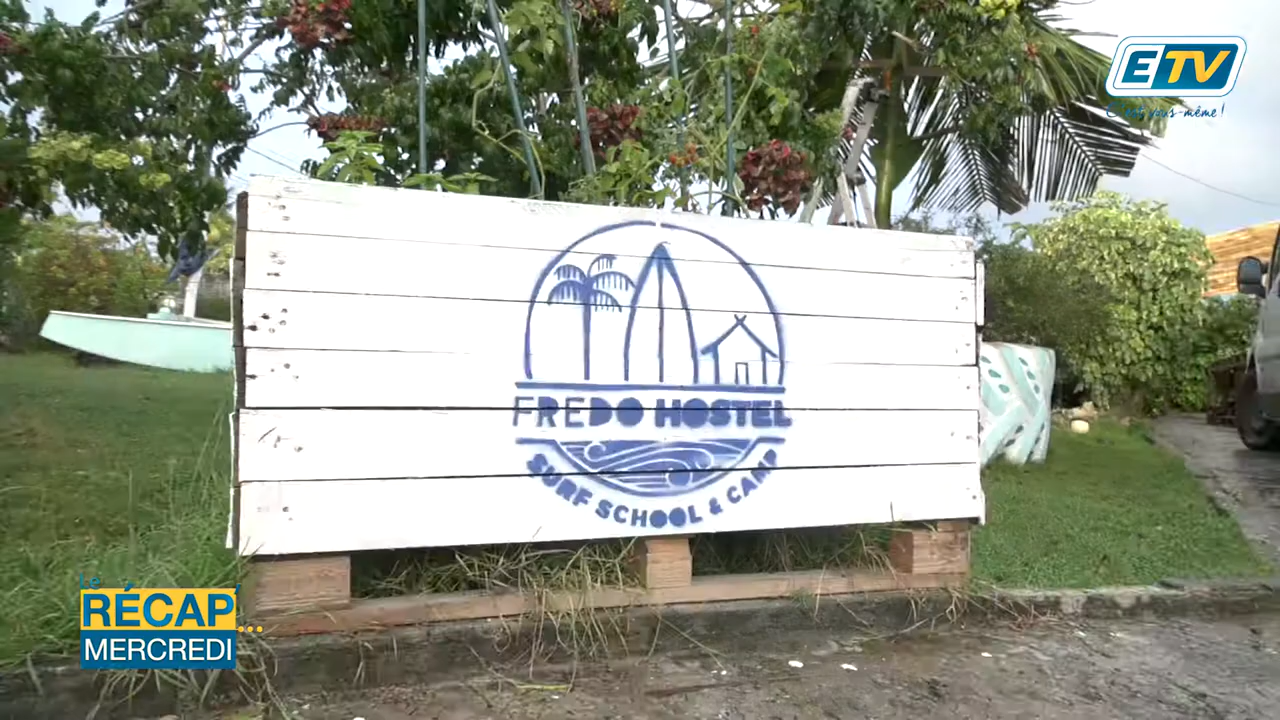 ETV
C'est vous-même !
FREDO HOSTEL
SURF SCHOOL & CAMP
Le
RÉCAP...
MERCREDI